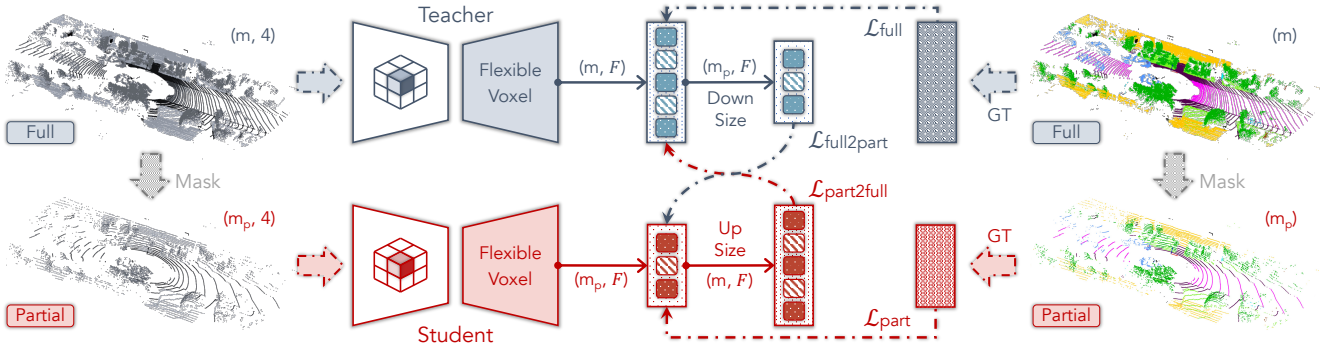 Teacher
(m, 4)
Full
Flexible
Voxel
(m, F)
(mₚ, F)
Down
Size
ℒfull
ℒfull2part
GT
(m)
Full
Mask
Mask
(mₚ, 4)
Partial
Flexible
Voxel
Student
(mₚ, F)
Up
Size
(m, F)
ℒpart2full
ℒpart
GT
(mₚ)
Partial